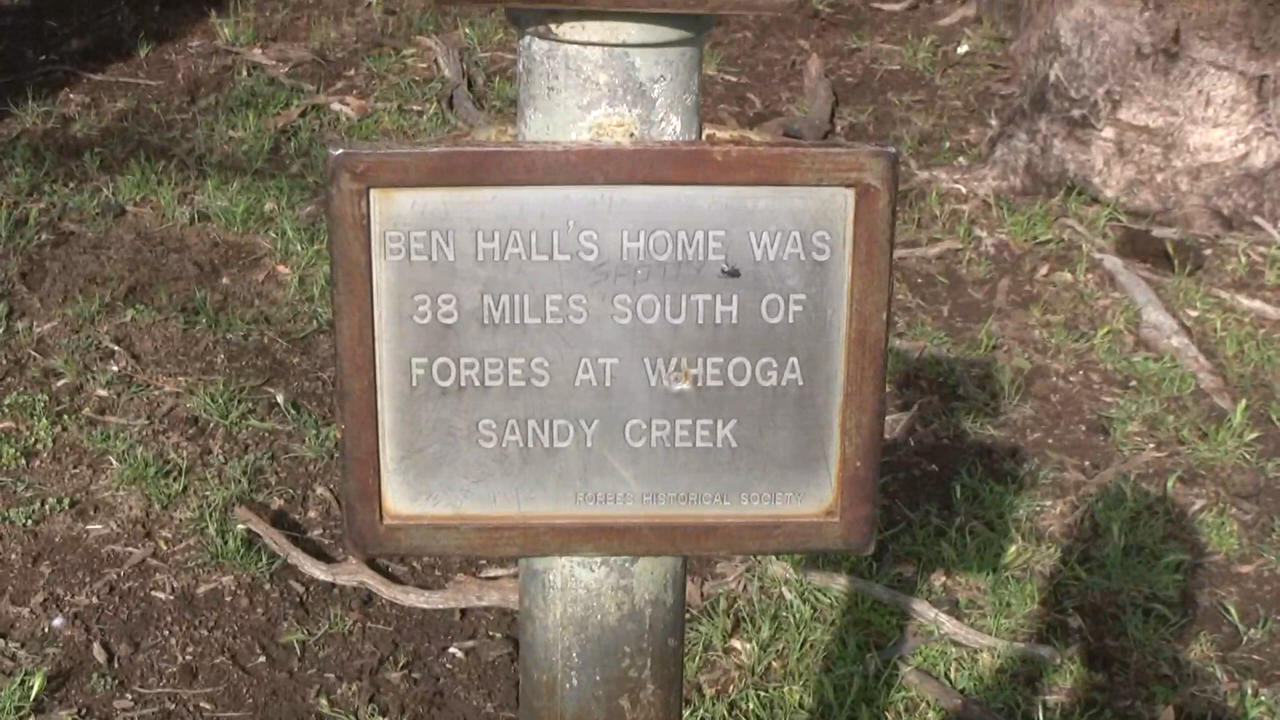 BEN HALL'S HOME WAS
38 MILES SOUTH OF
FORBES AT WHEOGA
SANDY CREEK
FORBES HISTORICAL SOCIETY